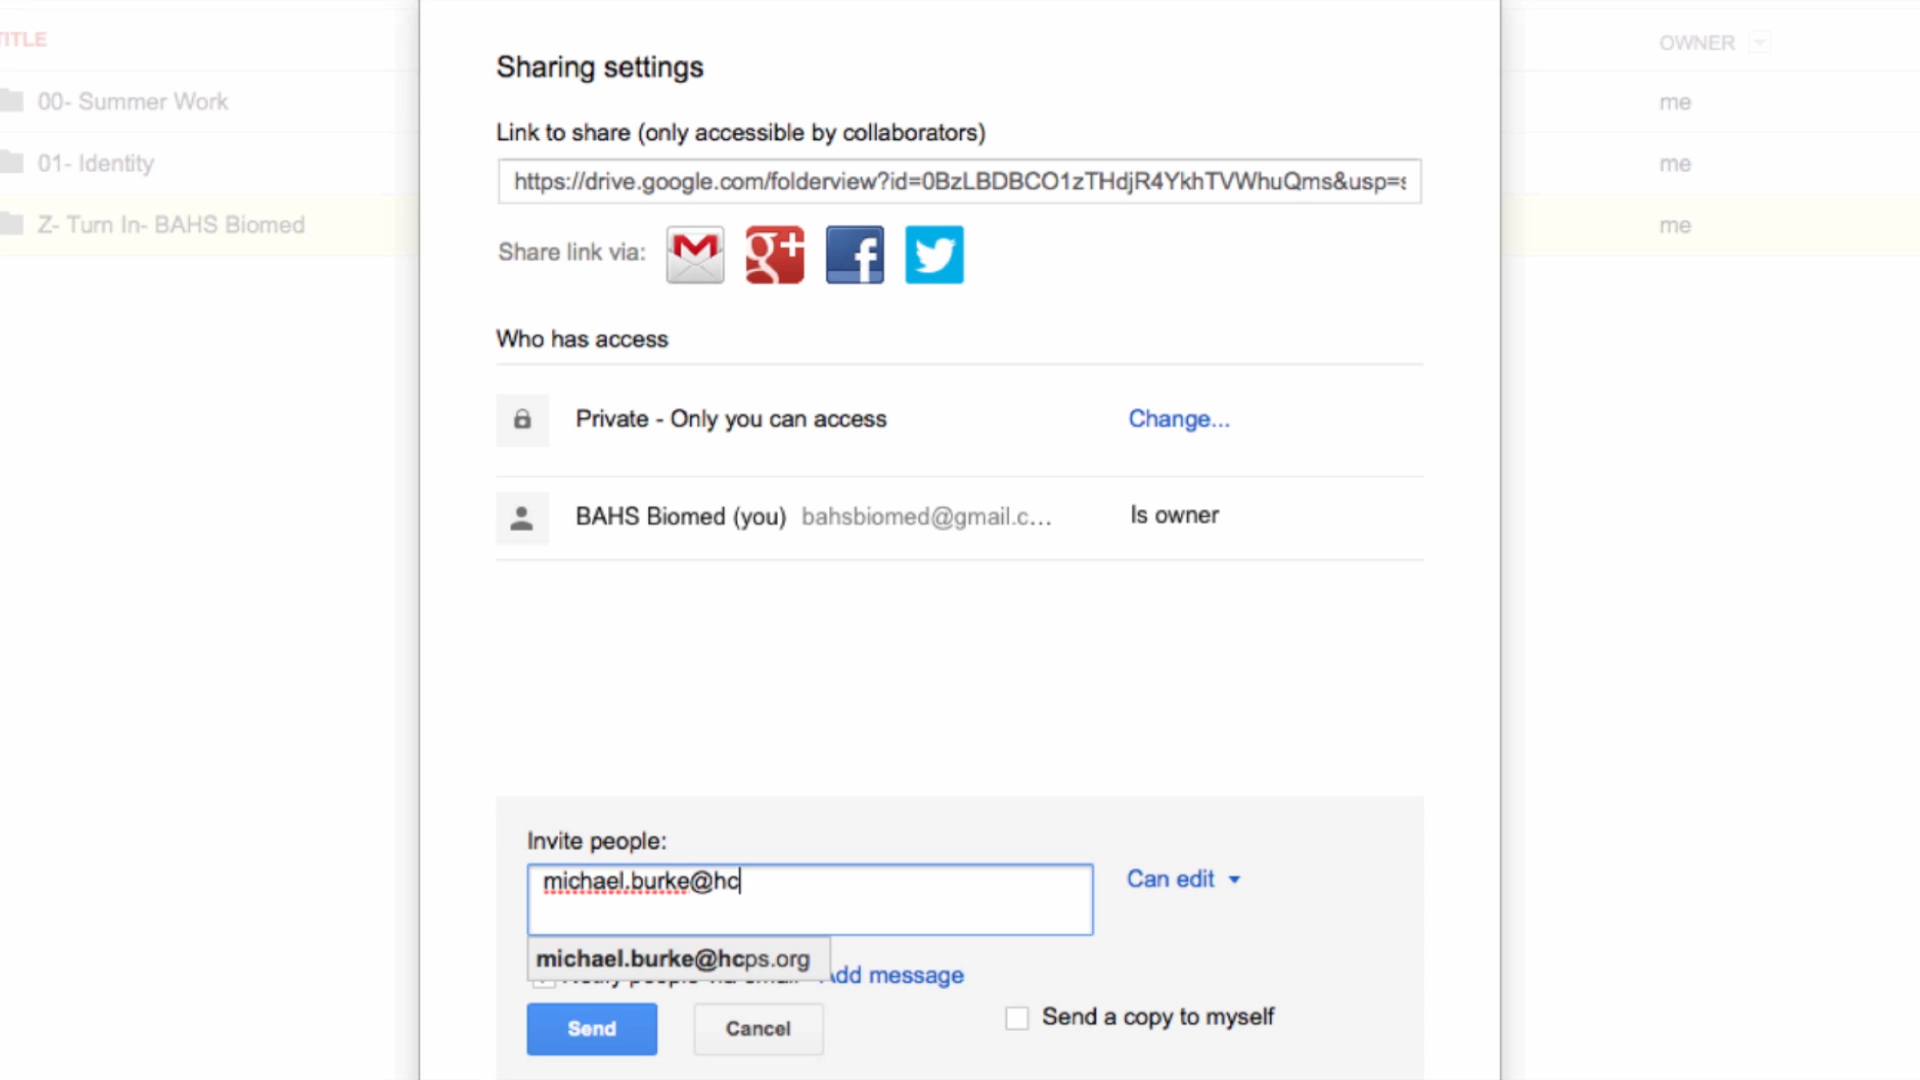 Sharing settings
TITLE
OWNER
Link to share (only accessible by collaborators)
00- Summer Work
me
https://drive.google.com/folderview?id=0BzLBDBCO1zTHdjR4YkhTVWhuQms&usp=s
01- Identity
me
Z- Turn In- BAHS Biomed
me
Share link via:
Who has access
Private - Only you can access
Change...
BAHS Biomed (you) bahsbiomed@gmail.c...
Is owner
Invite people:
michael.burke@hc
Can edit
michael.burke@hcps.org
Add message
Send
Cancel
Send a copy to myself